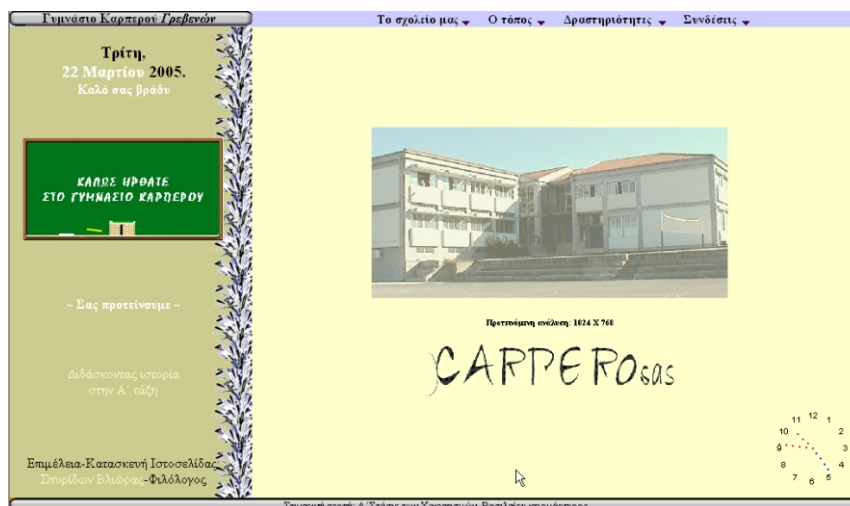 Γυμνάσιο Καρπερού Γρεβενών
Το σχολείο μας Ο τόπος Δραστηριότητες Συνδέσεις
Τρίτη,
22 Μαρτίου 2005.
Καλό σας βράδυ
ΚΑΛΩΣ ΗΡΘΑΤΕ
ΣΤΟ ΓΥΜΝΑΣΙΟ ΚΑΡΠΕΡΟΥ
– Σας προτείνουμε –
Διδάσκοντας ιστορία
στην Α΄ τάξη
Επιμέλεια-Κατασκευή Ιστοσελίδας:
Σπυρίδων Βλιώρας-Φιλόλογος
Προτεινόμενη ανάλυση: 1024 X 768
CARPEROsas
12 1 2 3 4 5 6 7 8 9 10 11